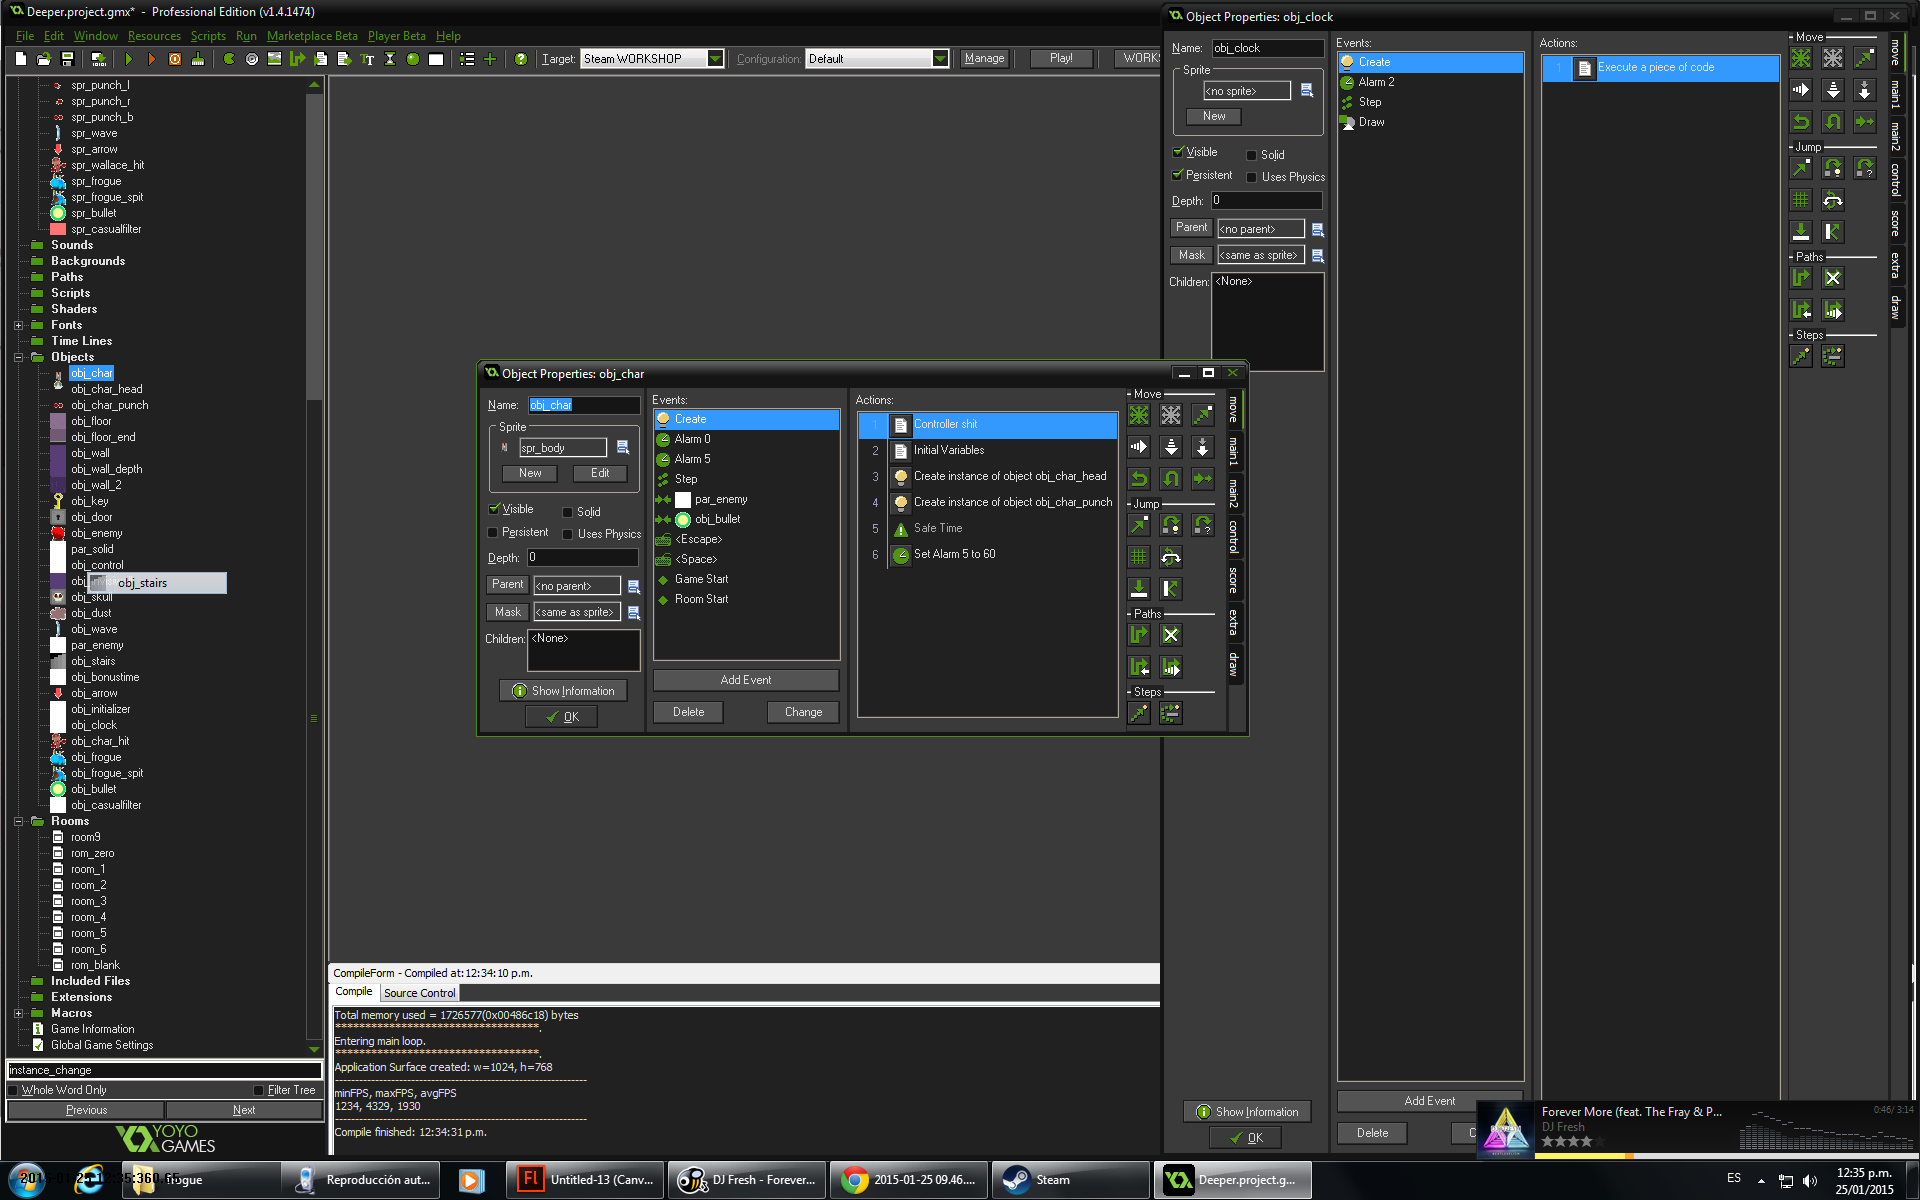 Deeper.project.gmx* - Professional Edition (v1.4.1474)
File Edit Window Resources Scripts Run Marketplace Beta Player Beta Help
Target: Steam WORKSHOP Configuration: Default Manage Play! WORK
spr_punch_l
spr_punch_r
spr_punch_b
spr_wave
spr_arrow
spr_wallace_hit
spr_frogue
spr_frogue_spit
spr_bullet
spr_casualfilter
Sounds
Backgrounds
Paths
Scripts
Shaders
Fonts
Time Lines
Objects
obj_char
obj_char_head
obj_char_punch
obj_floor
obj_floor_end
obj_wall
obj_wall_depth
obj_wall_2
obj_key
obj_door
obj_enemy
par_solid
obj_control
obj_stairs
obj_skull
obj_dust
obj_wave
par_enemy
obj_stairs
obj_bonustime
obj_arrow
obj_initializer
obj_clock
obj_char_hit
obj_frogue
obj_frogue_spit
obj_bullet
obj_casualfilter
Rooms
room9
rom_zero
room_1
room_2
room_3
room_4
room_5
room_6
rom_blank
Included Files
Extensions
Macros
Game Information
Global Game Settings
instance_change
Whole Word Only Filter Tree
Previous Next
YOYO
GAMES
Object Properties: obj_char
Name: obj_char
Sprite
spr_body
New Edit
Visible Solid
Persistent Uses Physics
Depth: 0
Parent <no parent>
Mask <same as sprite>
Children: <None>
Show Information
OK
Events:
Create
Alarm 0
Alarm 5
Step
par_enemy
obj_bullet
<Escape>
<Space>
Game Start
Room Start
Add Event
Delete Change
Actions:
1 Controller shit
2 Initial Variables
3 Create instance of object obj_char_head
4 Create instance of object obj_char_punch
5 Safe Time
6 Set Alarm 5 to 60
Move
Jump
Paths
Steps
move
main1
main2
control
score
extra
draw
Object Properties: obj_clock
Name: obj_clock
Sprite
<no sprite>
New
Visible Solid
Persistent Uses Physics
Depth: 0
Parent <no parent>
Mask <same as sprite>
Children: <None>
Show Information
OK
Events:
Create
Alarm 2
Step
Draw
Add Event
Delete C
Actions:
1 Execute a piece of code
Move
Jump
Paths
Steps
move
main1
main2
control
score
extra
draw
CompileForm - Compiled at: 12:34:10 p.m.
Compile Source Control
Total memory used = 1726577(0x00486c18) bytes
**********************************.
Entering main loop.
**********************************.
Application Surface created: w=1024, h=768
minFPS, maxFPS, avgFPS
1234, 4329, 1930
Compile finished: 12:34:31 p.m.
Forever More (feat. The Fray & P... 0:46/ 3:14
DJ Fresh
2015-01-25 12:35:360.65
Reproducción aut...
Untitled-13 (Canv...
DJ Fresh - Forever...
2015-01-25 09.46....
Steam
Deeper.project.g...
ES
12:35 p.m.
25/01/2015